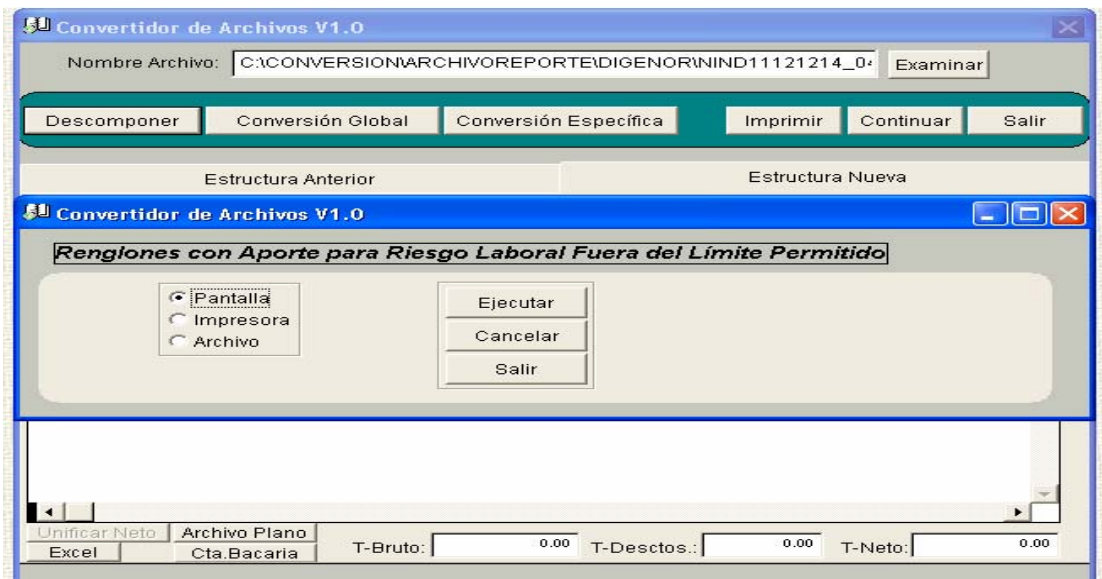 Convertidor de Archivos V1.0
Nombre Archivo: C:\CONVERSION\ARCHIVOREPORTE\DIGENOR\NIND11121214_04 Examinar
Descomponer Conversión Global Conversión Específica Imprimir Continuar Salir
Estructura Anterior Estructura Nueva
Convertidor de Archivos V1.0
Renglones con Aporte para Riesgo Laboral Fuera del Límite Permitido
Pantalla Ejecutar
Impresora
Cancelar
Archivo
Salir
Unificar Neto Archivo Plano
T-Bruto: 0.00 T-Desctos.: 0.00 T-Neto: 0.00
Excel Cta.Bacaria